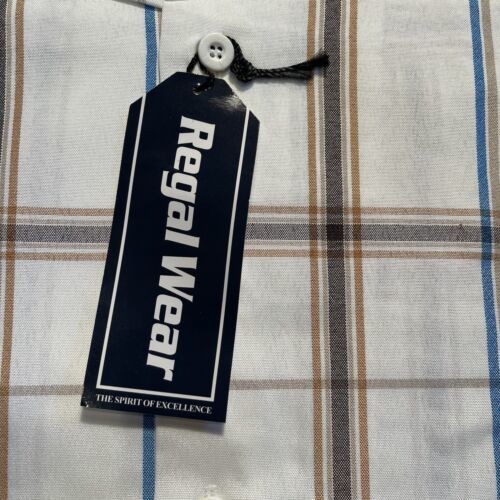 Regal Wear
THE SPIRIT OF EXCELLENCE